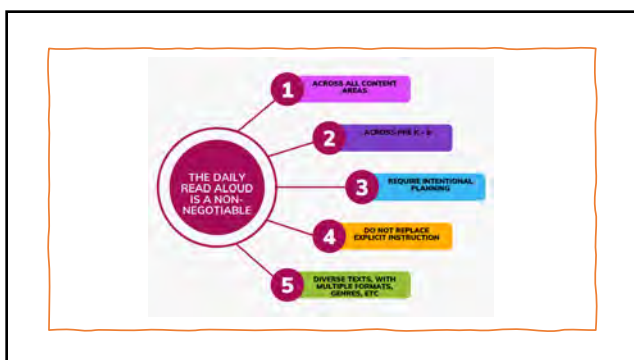 THE DAILY
READ ALOUD
IS A NON-
NEGOTIABLE
1
ACROSS ALL CONTENT
AREAS
2
ACROSS PRE K -
3
REQUIRE INTENTIONAL
PLANNING
4
DO NOT REPLACE
EXPLICIT INSTRUCTION
5
DIVERSE TEXTS, WITH
MULTIPLE FORMATS,
GENRES, ETC